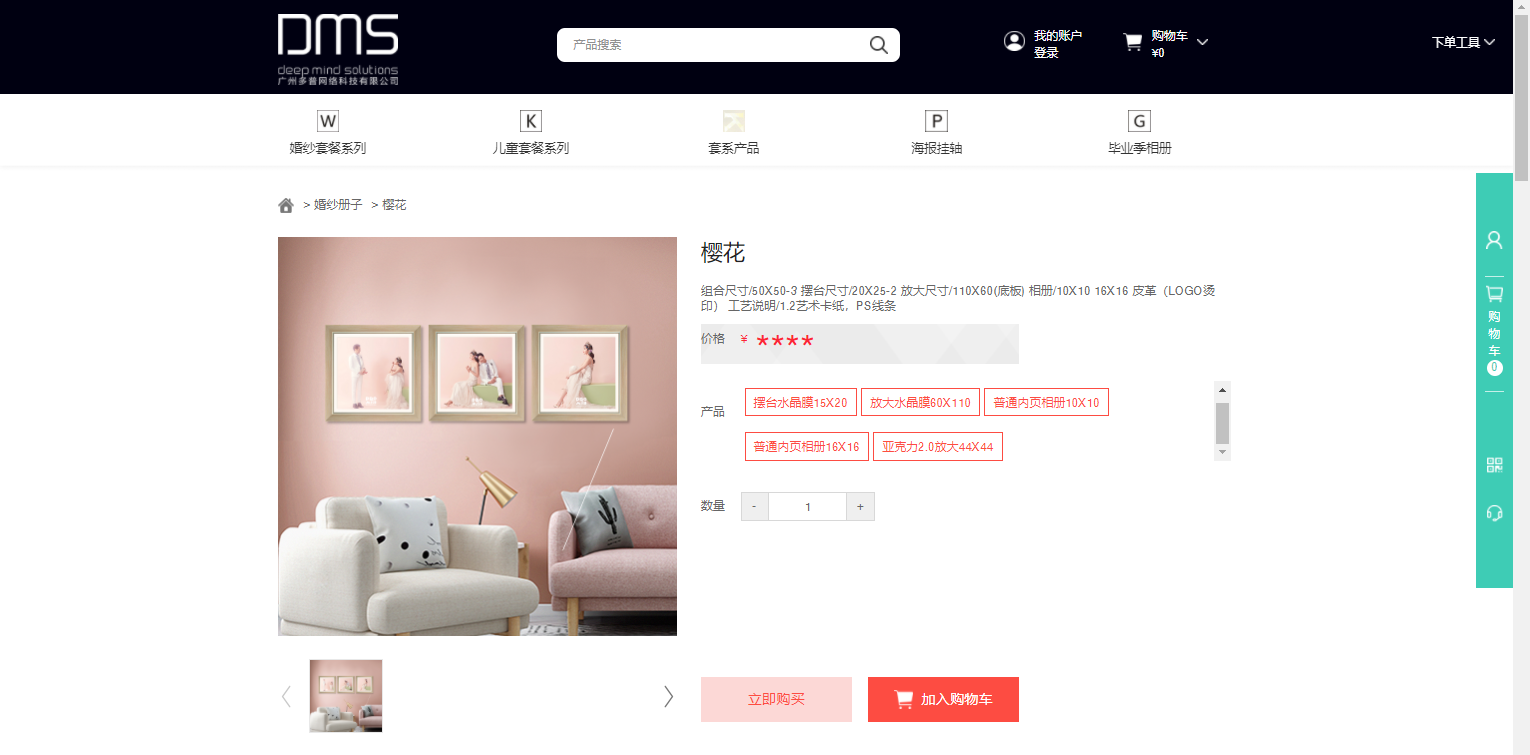 DMS
deep mind solutions
广州多普网络科技有限公司
产品搜索
我的账户
登录
购物车
¥0
下单工具
W
K
P
G
婚纱套餐系列
儿童套餐系列
套系产品
海报挂轴
毕业季相册
> 婚纱册子 > 樱花
樱花
组合尺寸/50X50-3 摆台尺寸/20X25-2 放大尺寸/110X60(底板) 相册/10X10 16X16 皮革（LOGO烫
印） 工艺说明/1.2艺术卡纸，PS线条
价格 ¥ ****
产品
摆台水晶膜15X20
放大水晶膜60X110
普通内页相册10X10
普通内页相册16X16
亚克力2.0放大44X44
数量 - 1 +
立即购买
加入购物车
购
物
车
0